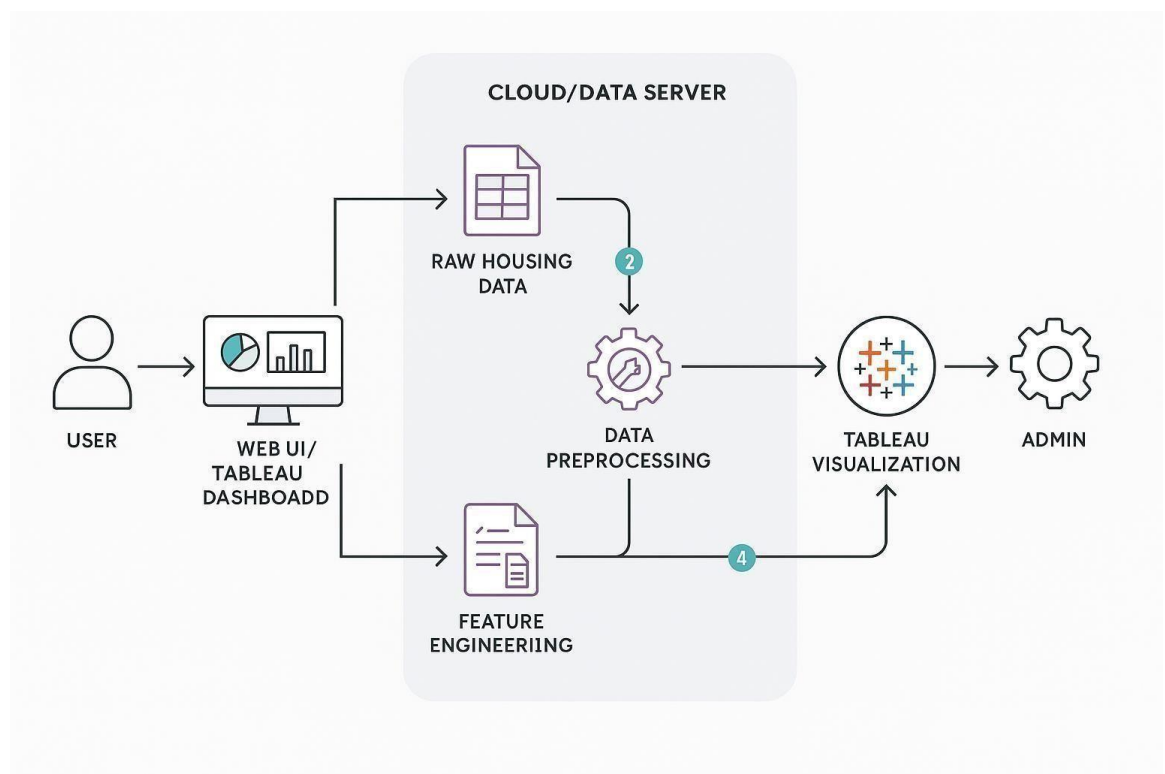 CLOUD/DATA SERVER
RAW HOUSING
DATA
2
USER
WEB UI/
TABLEAU
DASHBOADD
DATA
PREPROCESSING
TABLEAU
VISUALIZATION
ADMIN
4
FEATURE
ENGINEERI1NG